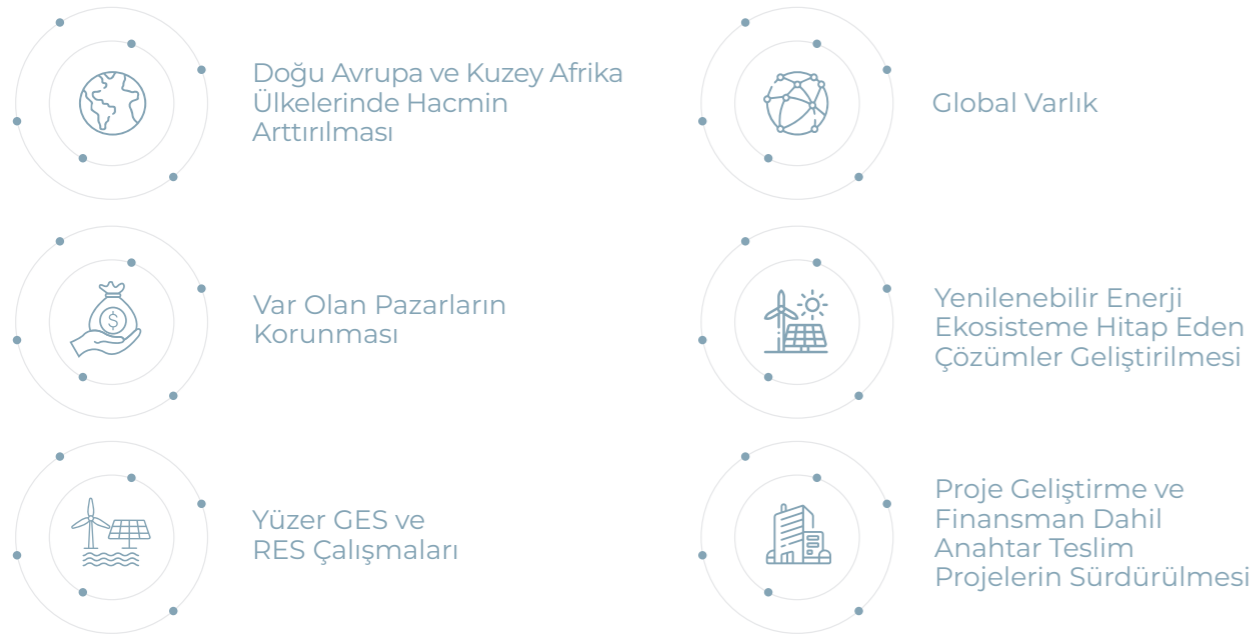 Doğu Avrupa ve Kuzey Afrika
Ülkelerinde Hacmin
Arttırılması
Global Varlık
Var Olan Pazarların
Korunması
Yenilenebilir Enerji
Ekosisteme Hitap Eden
Çözümler Geliştirilmesi
Yüzer GES ve
RES Çalışmaları
Proje Geliştirme ve
Finansman Dahil
Anahtar Teslim
Projelerin Sürdürülmesi